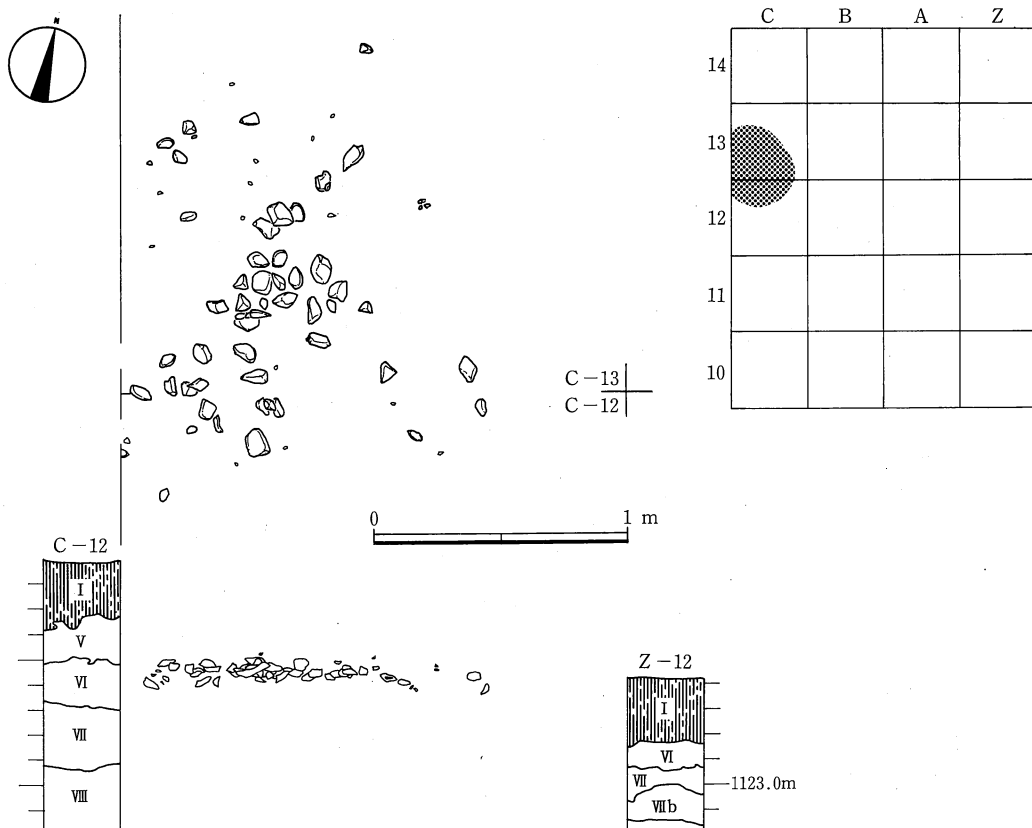 N
C B A Z
14
13
12
11
10
C-13
C-12
0 1 m
C-12
I
V
VI
VII
VIII
Z-12
I
VI
VII
1123.0m
VIIb